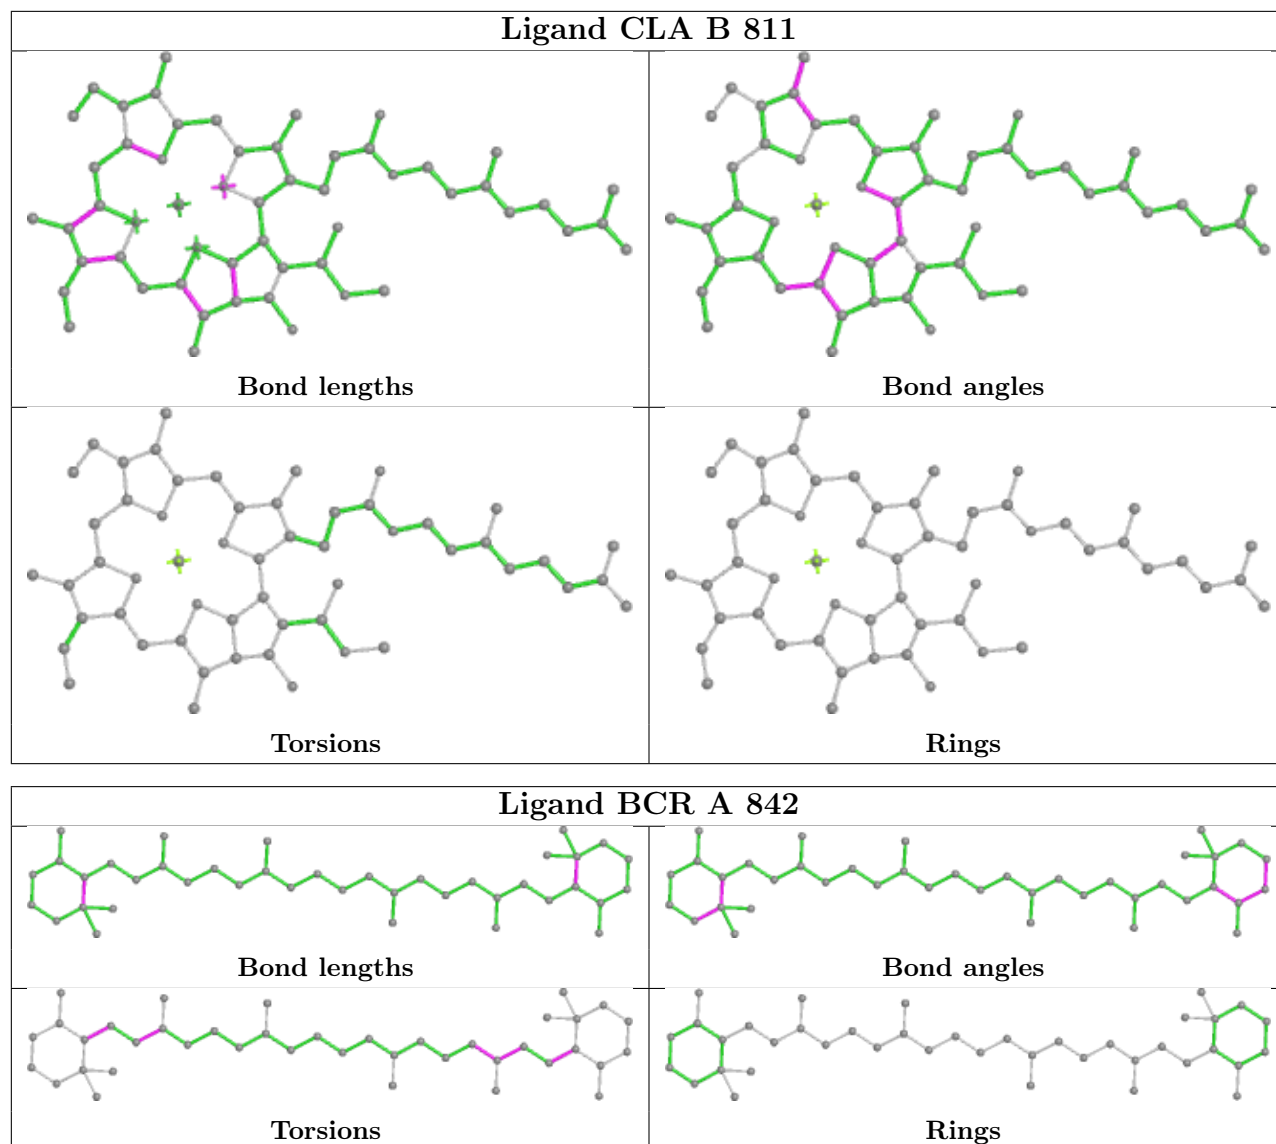 Ligand CLA B 811
Bond lengths
Bond angles
Torsions
Rings
Ligand BCR A 842
Bond lengths
Bond angles
Torsions
Rings